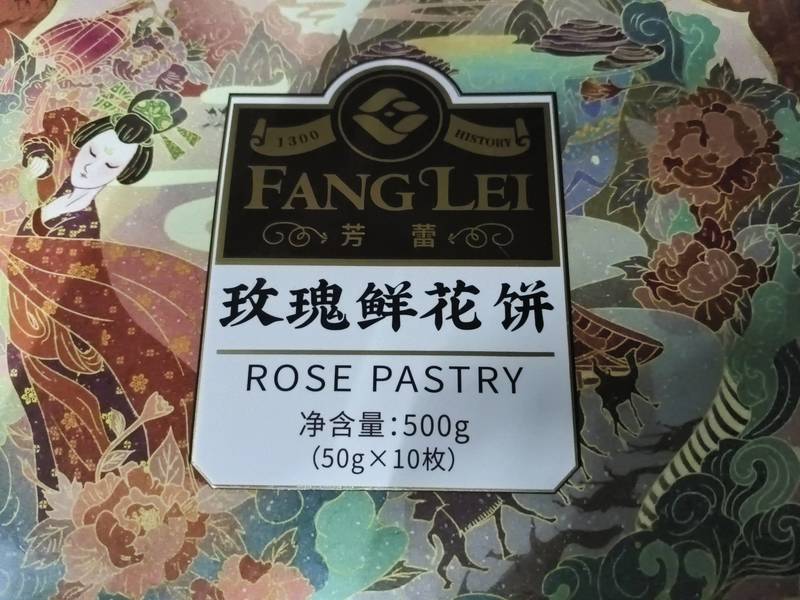 1300 HISTORY
FANG LEI
芳 蕾
玫瑰鲜花饼
ROSE PASTRY
净含量:500g
(50g×10枚)